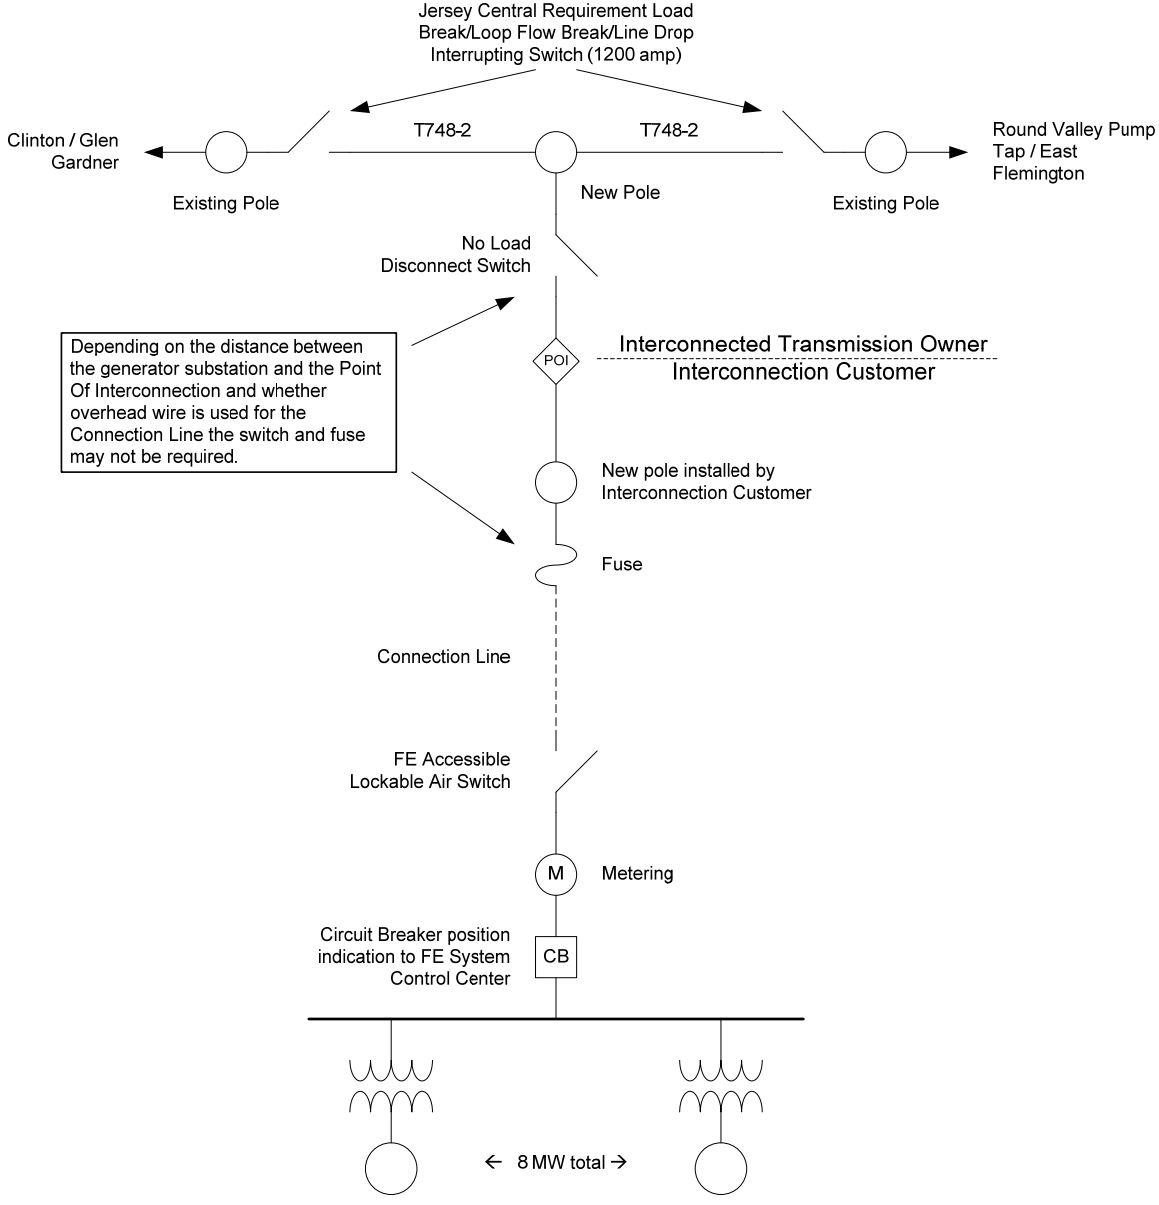 Jersey Central Requirement Load
Break/Loop Flow Break/Line Drop
Interrupting Switch (1200 amp)
Clinton / Glen
Gardner
T748-2
T748-2
Round Valley Pump
Tap / East
Flemington
Existing Pole
New Pole
Existing Pole
No Load
Disconnect Switch
Depending on the distance between
the generator substation and the Point
Of Interconnection and whether
overhead wire is used for the
Connection Line the switch and fuse
may not be required.
POI
Interconnected Transmission Owner
Interconnection Customer
New pole installed by
Interconnection Customer
Fuse
Connection Line
FE Accessible
Lockable Air Switch
M
Metering
Circuit Breaker position
indication to FE System
Control Center
CB
← 8 MW total →